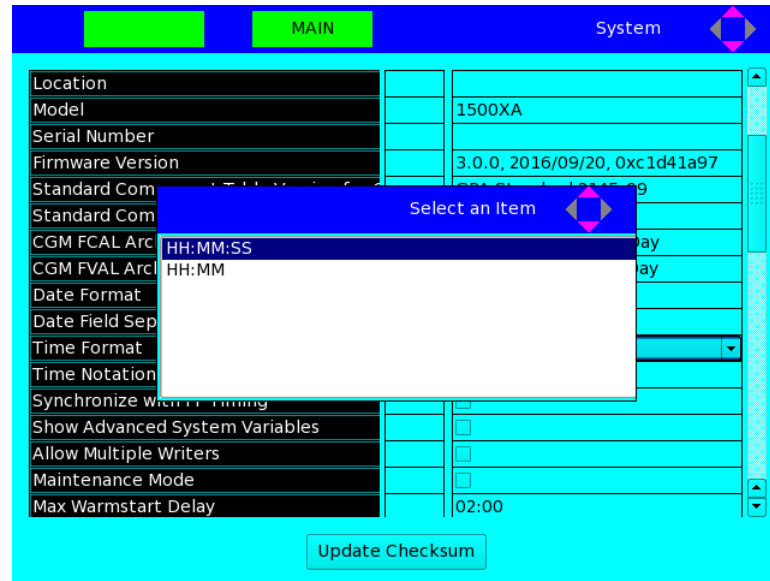 MAIN System
Location
Model 1500XA
Serial Number
Firmware Version 3.0.0, 2016/09/20, 0xc1d41a97
Standard Com
Standard Com
Select an Item
CGM FCAL Arc ay
HH:MM:SS
CGM FVAL Arc ay
HH:MM
Date Format
Date Field Sep
Time Format
Time Notation
Synchronize
Show Advanced System Variables
Allow Multiple Writers
Maintenance Mode
Max Warmstart Delay 02:00
Update Checksum